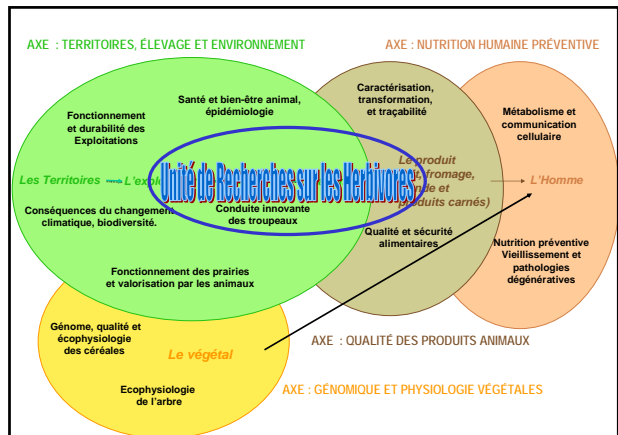 AXE : TERRITOIRES, ÉLEVAGE ET ENVIRONNEMENT
AXE : NUTRITION HUMAINE PRÉVENTIVE
Santé et bien-être animal,
épidémiologie
Fonctionnement
et durabilité des
Exploitations
Caractérisation,
transformation,
et traçabilité
Métabolisme et
communication
cellulaire
Les Territoires
Unité de Recherches sur les Herbivores
Le produit
fromage,
et
produits carnés)
L'Homme
Conséquences du changement
climatique, biodiversité.
Conduite innovante
des troupeaux
Qualité et sécurité
alimentaires
Nutrition préventive
Vieillissement et
pathologies
dégénératives
Fonctionnement des prairies
et valorisation par les animaux
Génome, qualité et
écophysiologie
des céréales
Le végétal
Ecophysiologie
de l'arbre
AXE : QUALITÉ DES PRODUITS ANIMAUX
AXE : GÉNOMIQUE ET PHYSIOLOGIE VÉGÉTALES